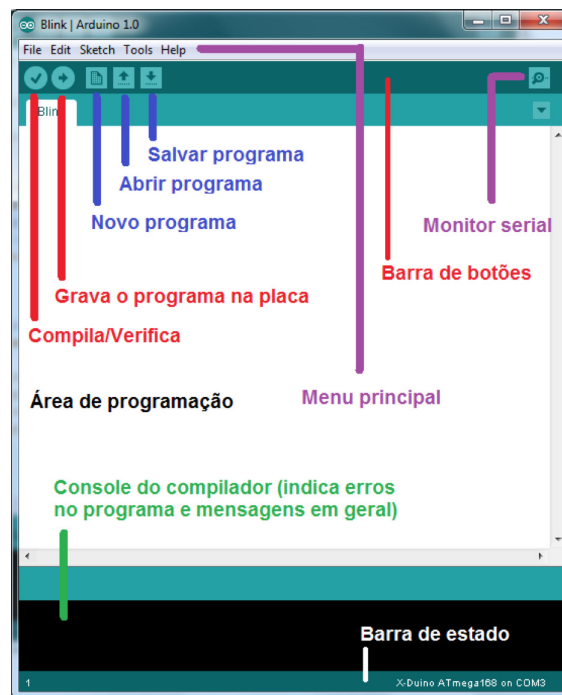 Blink | Arduino 1.0
File Edit Sketch Tools Help
Blink
Salvar programa
Abrir programa
Novo programa
Monitor serial
Barra de botões
Grava o programa na placa
Compila/Verifica
Área de programação
Menu principal
Console do compilador (indica erros
no programa e mensagens em geral)
Barra de estado
1
X-Duino ATmega168 on COM3